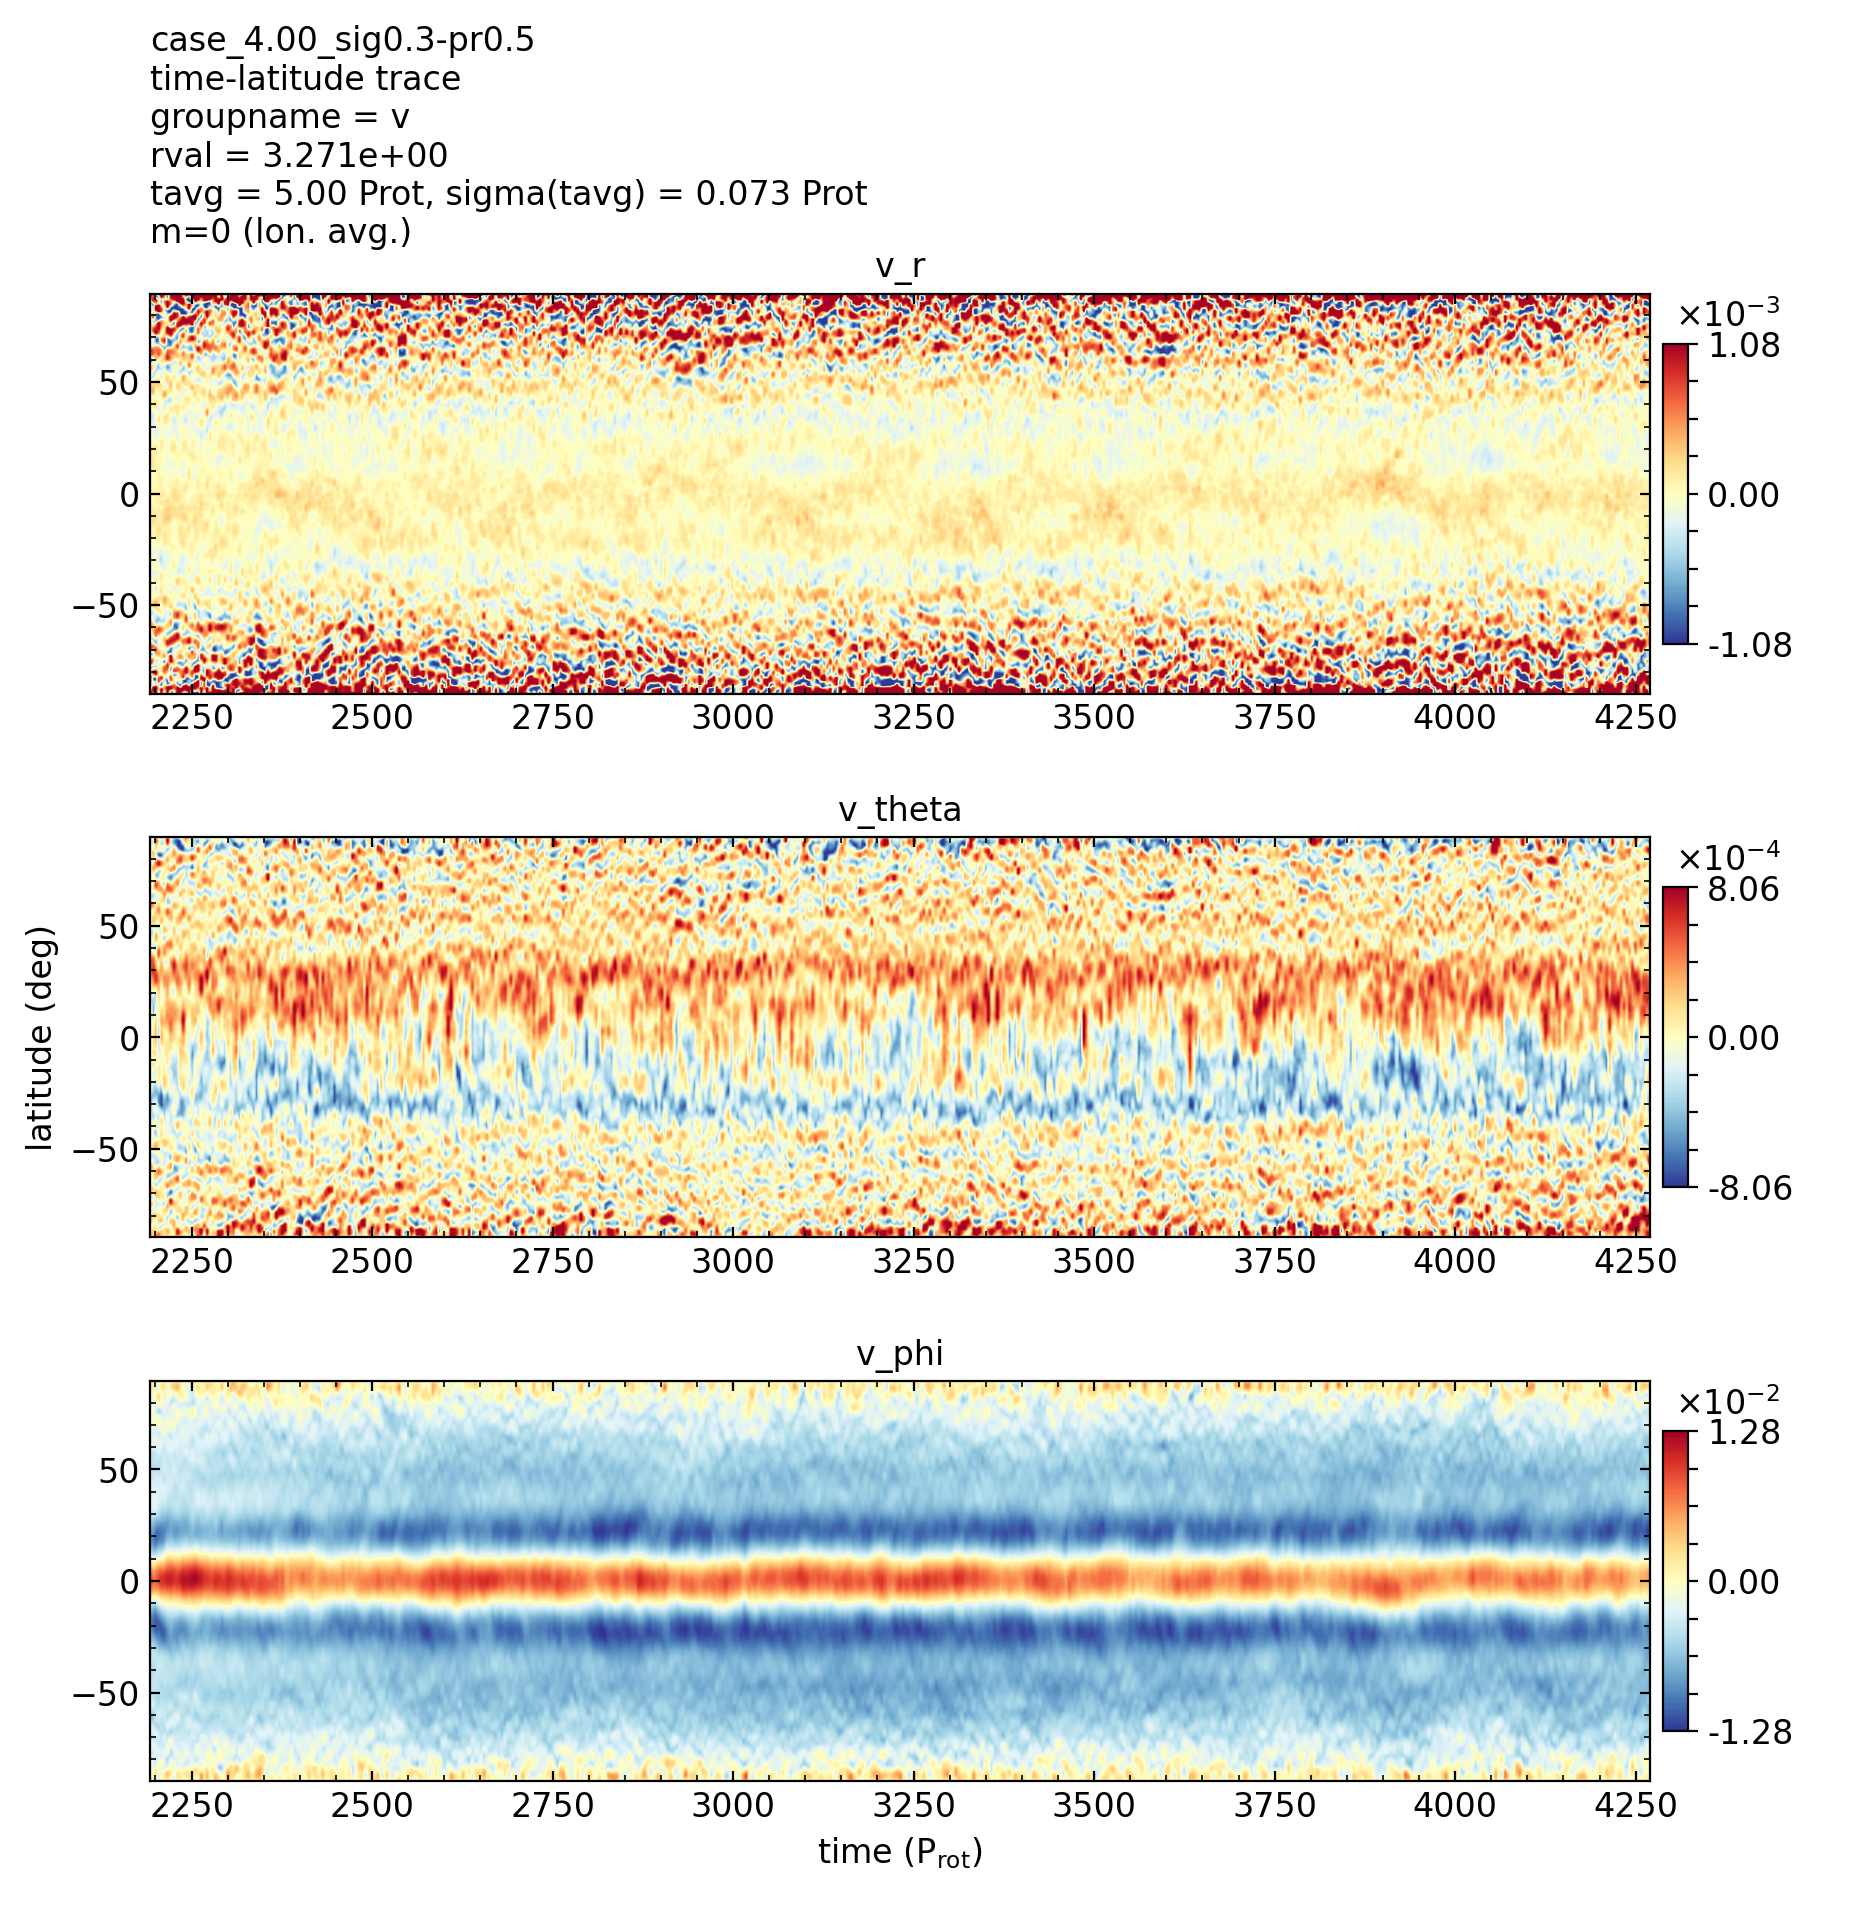 case_4.00_sig0.3-pr0.5
time-latitude trace
groupname = v
rval = 3.271e+00
tavg = 5.00 Prot, sigma(tavg) = 0.073 Prot
m=0 (lon. avg.)
v_r
×10⁻³
1.08
0.00
-1.08
50
0
−50
2250 2500 2750 3000 3250 3500 3750 4000 4250
v_theta
×10⁻⁴
8.06
0.00
-8.06
latitude (deg)
50
0
−50
2250 2500 2750 3000 3250 3500 3750 4000 4250
v_phi
×10⁻²
1.28
0.00
-1.28
50
0
−50
2250 2500 2750 3000 3250 3500 3750 4000 4250
time (P_rot)